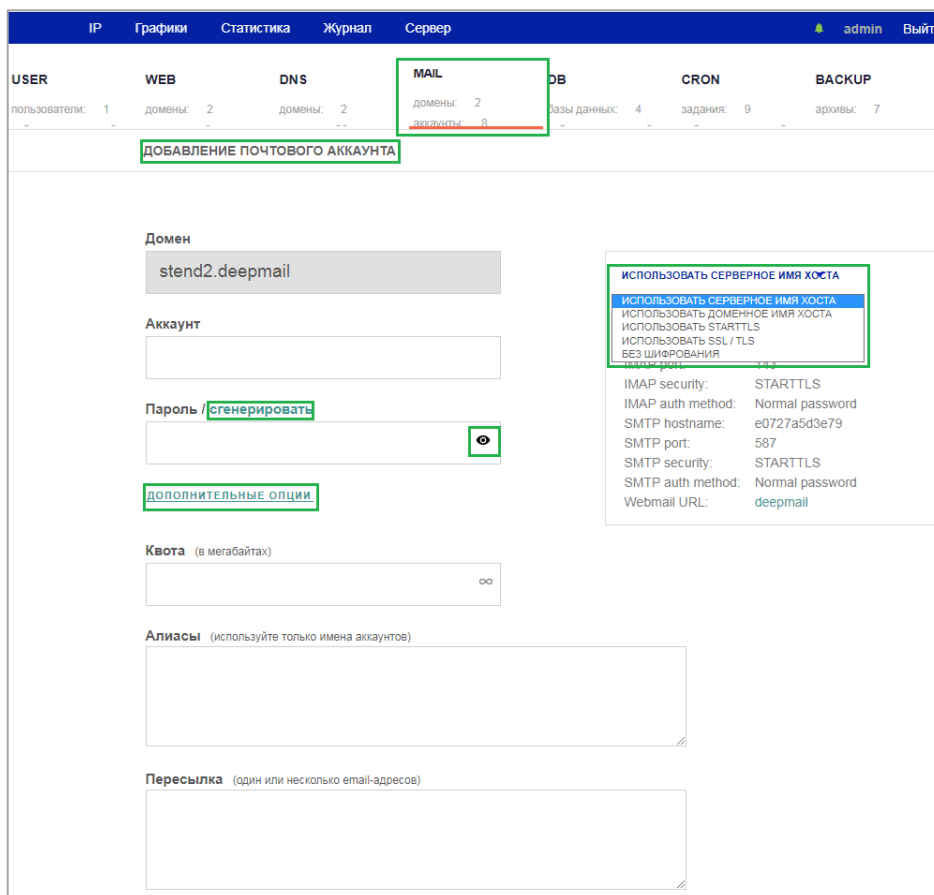 IP Графики Статистика Журнал Сервер admin Выйт
USER WEB DNS MAIL DB CRON BACKUP
пользователи: 1 домены: 2 домены: 2 домены: 2 базы данных: 4 задания: 9 архивы: 7
аккаунты: 8
ДОБАВЛЕНИЕ ПОЧТОВОГО АККАУНТА
Домен
stend2.deepmail
Аккаунт
Пароль / сгенерировать
ДОПОЛНИТЕЛЬНЫЕ ОПЦИИ
Квота (в мегабайтах)
Алиасы (используйте только имена аккаунтов)
Пересылка (один или несколько email-адресов)
ИСПОЛЬЗОВАТЬ СЕРВЕРНОЕ ИМЯ ХОСТА
ИСПОЛЬЗОВАТЬ СЕРВЕРНОЕ ИМЯ ХОСТА
ИСПОЛЬЗОВАТЬ ДОМЕННОЕ ИМЯ ХОСТА
ИСПОЛЬЗОВАТЬ STARTTLS
ИСПОЛЬЗОВАТЬ SSL / TLS
БЕЗ ШИФРОВАНИЯ
IMAP port: 143
IMAP security: STARTTLS
IMAP auth method: Normal password
SMTP hostname: e0727a5d3e79
SMTP port: 587
SMTP security: STARTTLS
SMTP auth method: Normal password
Webmail URL: deepmail